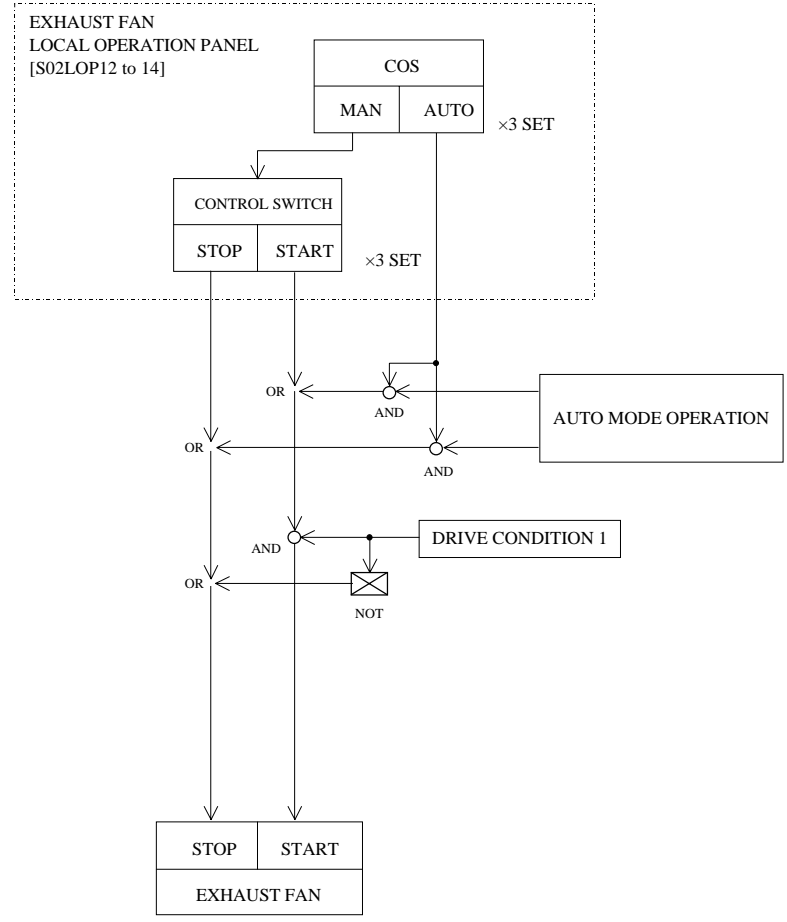 EXHAUST FAN
LOCAL OPERATION PANEL
[S02LOP12 to 14]
COS
MAN AUTO
×3 SET
CONTROL SWITCH
STOP START
×3 SET
OR
AND
AUTO MODE OPERATION
OR
AND
AND
DRIVE CONDITION 1
OR
NOT
STOP START
EXHAUST FAN